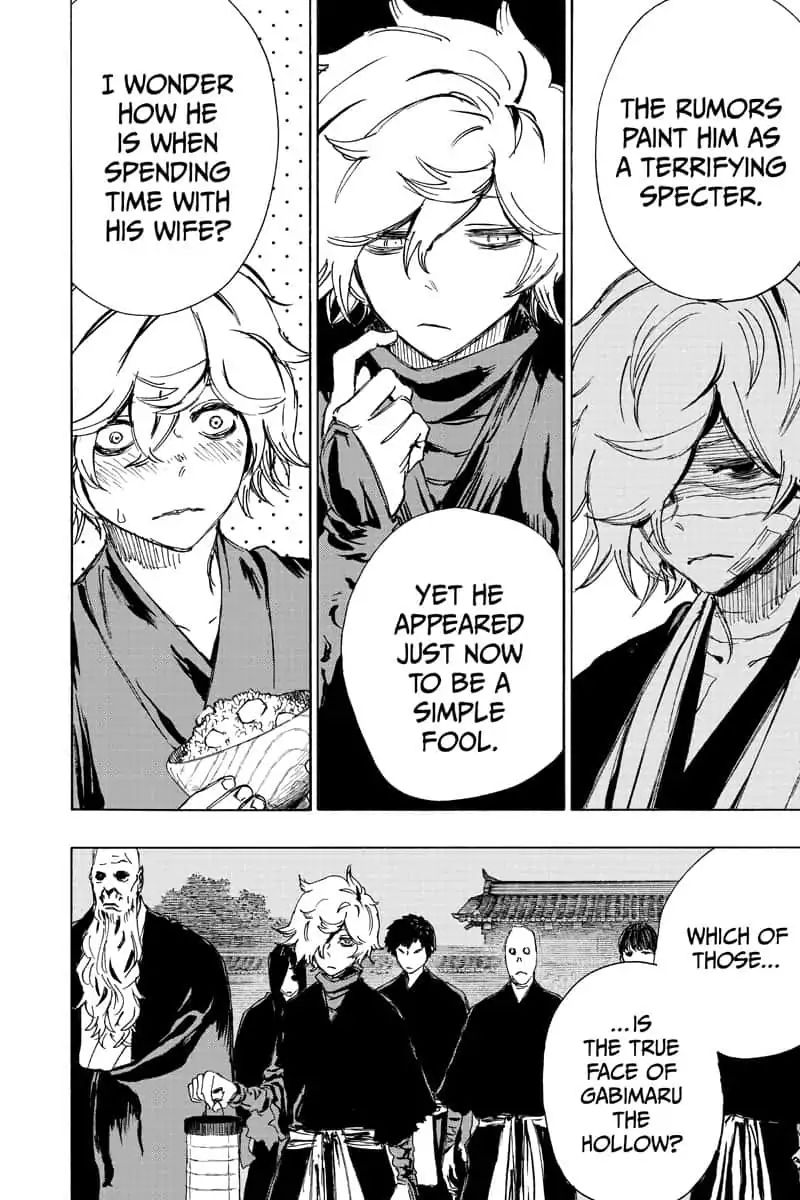 THE RUMORS
PAINT HIM AS
A TERRIFYING
SPECTER.
YET HE
APPEARED
JUST NOW
TO BE A
SIMPLE
FOOL.
I WONDER
HOW HE
IS WHEN
SPENDING
TIME WITH
HIS WIFE?
WHICH OF
THOSE...
...IS
THE TRUE
FACE OF
GABIMARU
THE
HOLLOW?